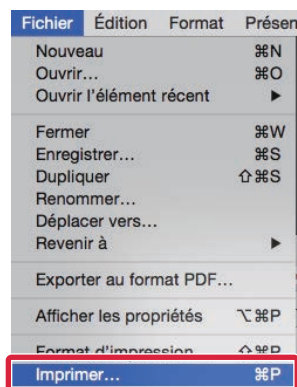 Fichier Édition Format Présen
Nouveau ⌘N
Ouvrir... ⌘O
Ouvrir l'élément récent ▶
Fermer ⌘W
Enregistrer... ⌘S
Dupliquer ⇧⌘S
Renommer...
Déplacer vers...
Revenir à ▶
Exporter au format PDF...
Afficher les propriétés ⌥⌘P
Format d'impression ⇧⌘P
Imprimer... ⌘P